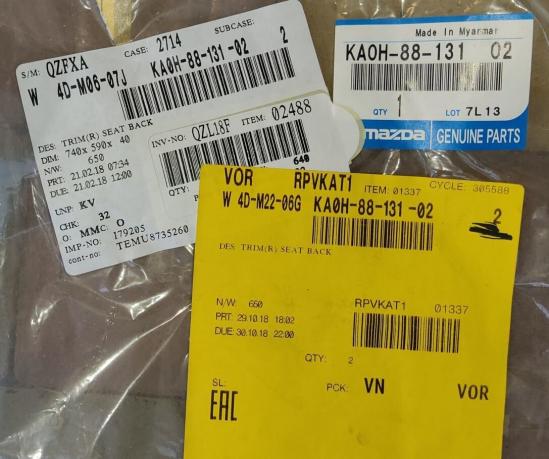 S/M: QZFXA CASE: 2714 SUBCASE:
W 4D-M06-07J KA0H-88-131-02 2
DES: TRIM(R) SEAT BACK
DIM: 740x 590x 40
N/W: 650
PRT: 21.02.18 07:34
DUE: 21.02.18 12:00
UNP: KV
CHK: 32
O: MMC: O
IMP-NO: 179205
cont-no: TEMU8735260
INV-NO: QZL18F ITEM: 02488
QTY:
640
Made In Myanmar
KA0H-88-131 02
QTY 1 LOT 7L13
mazda GENUINE PARTS
VOR RPVKAT1 ITEM: 01337 CYCLE: 305588
W 4D-M22-06G KA0H-88-131-02
2
DES: TRIM(R) SEAT BACK
N/W: 650
PRT: 29.10.18 18:02
DUE: 30.10.18 22:00
RPVKAT1 01337
QTY: 2
SL: PCK: VN VOR
EAC